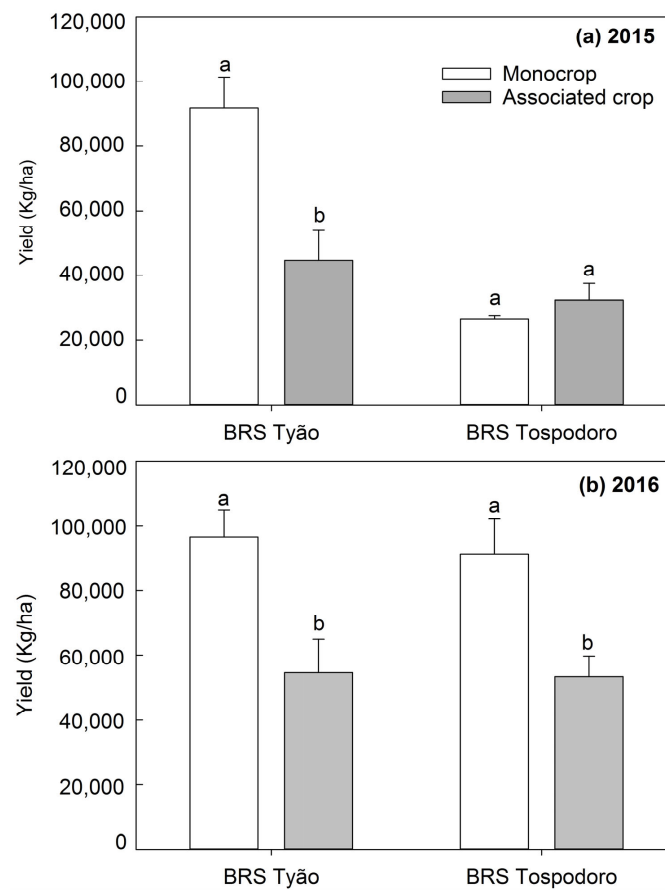 120,000
(a) 2015
100,000
a
Monocrop
Associated crop
80,000
Yield (Kg/ha)
60,000
b
40,000
a
a
20,000
0
BRS Tyão
BRS Tospodoro
120,000
(b) 2016
a
a
100,000
80,000
Yield (Kg/ha)
60,000
b
b
40,000
20,000
0
BRS Tyão
BRS Tospodoro